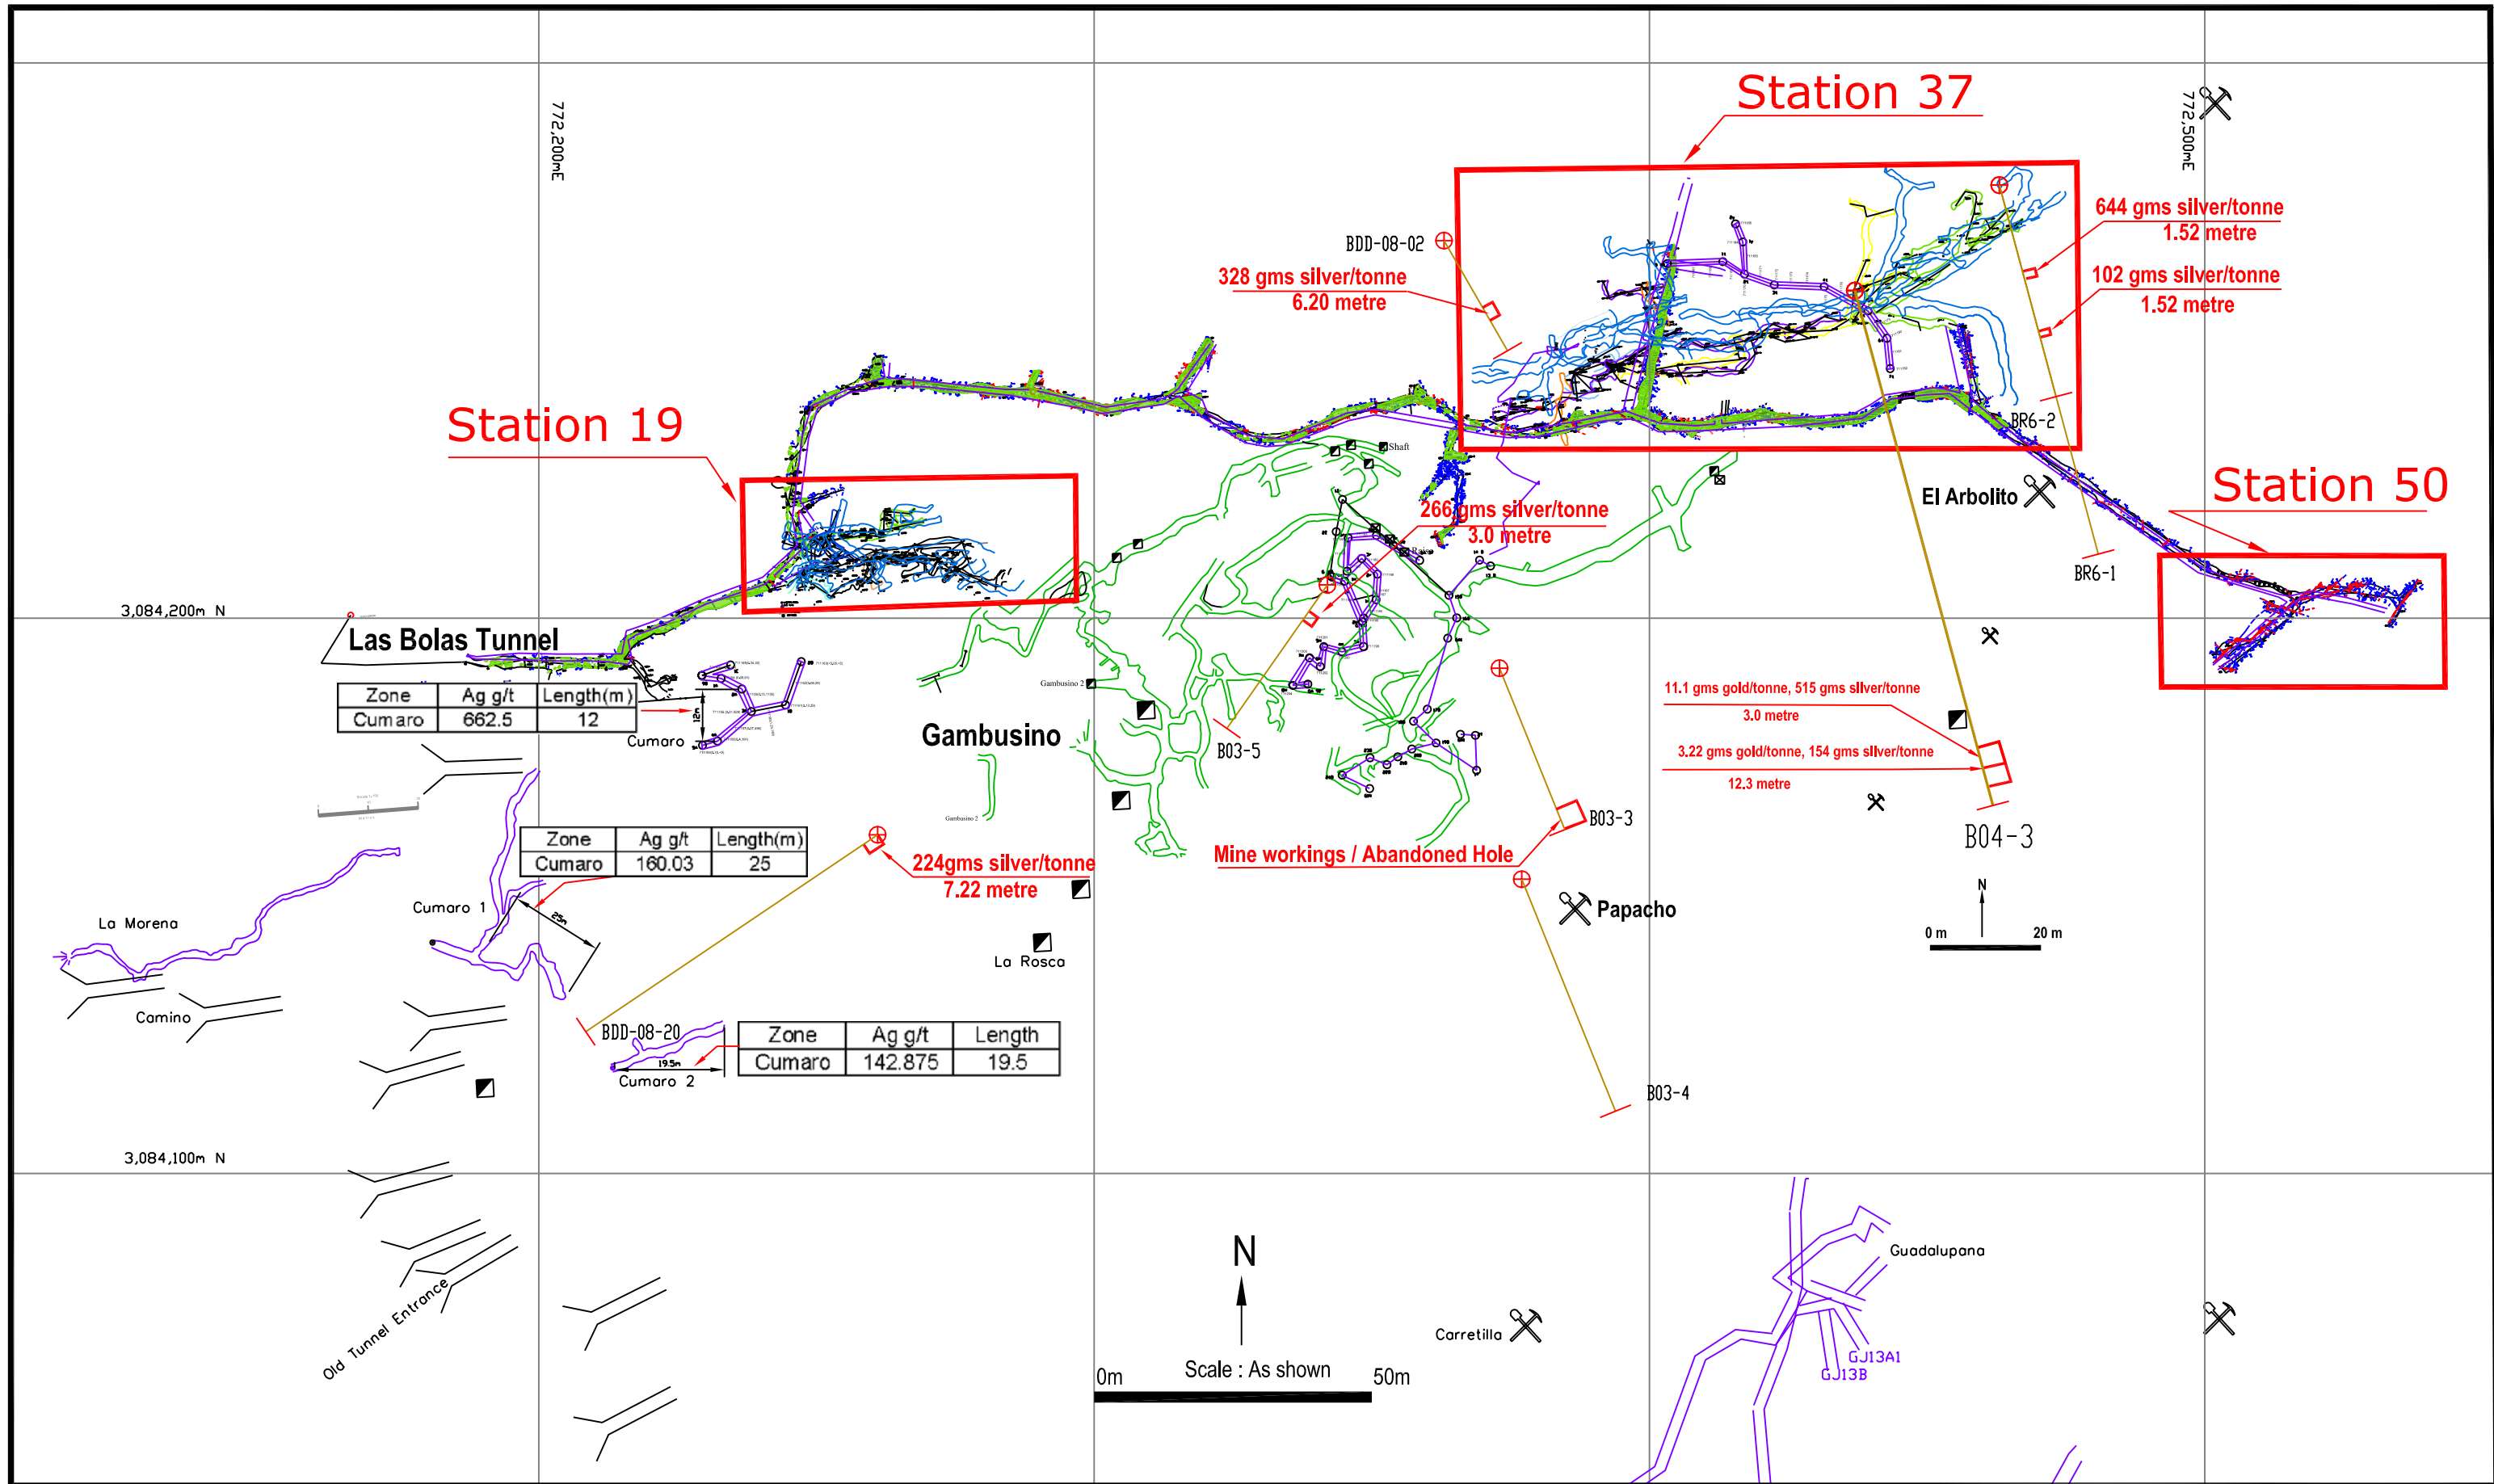 Station 37
772,200mE
772,500mE
644 gms silver/tonne
1.52 metre
BDD-08-02
328 gms silver/tonne
6.20 metre
102 gms silver/tonne
1.52 metre
Station 19
BR6-2
Shaft
Station 50
El Arbolito
266 gms silver/tonne
3.0 metre
BR6-1
3,084,200m N
Las Bolas Tunnel
Zone Ag g/t Length(m)
Cumaro 662.5 12
12m
Cumaro
Gambusino 2
Gambusino
B03-5
11.1 gms gold/tonne, 515 gms silver/tonne
3.0 metre
3.22 gms gold/tonne, 154 gms silver/tonne
12.3 metre
Gambusino 2
B03-3
B04-3
Zone Ag g/t Length(m)
Cumaro 160.03 25
224gms silver/tonne
7.22 metre
Mine workings / Abandoned Hole
N
0 m 20 m
Papacho
Cumaro 1
25m
La Morena
La Rosca
Camino
BDD-08-20
Zone Ag g/t Length
Cumaro 142.875 19.5
19.5m
Cumaro 2
B03-4
3,084,100m N
Old Tunnel Entrance
N
Scale : As shown
0m 50m
Carretilla
Guadalupana
GJ13A1
GJ13B